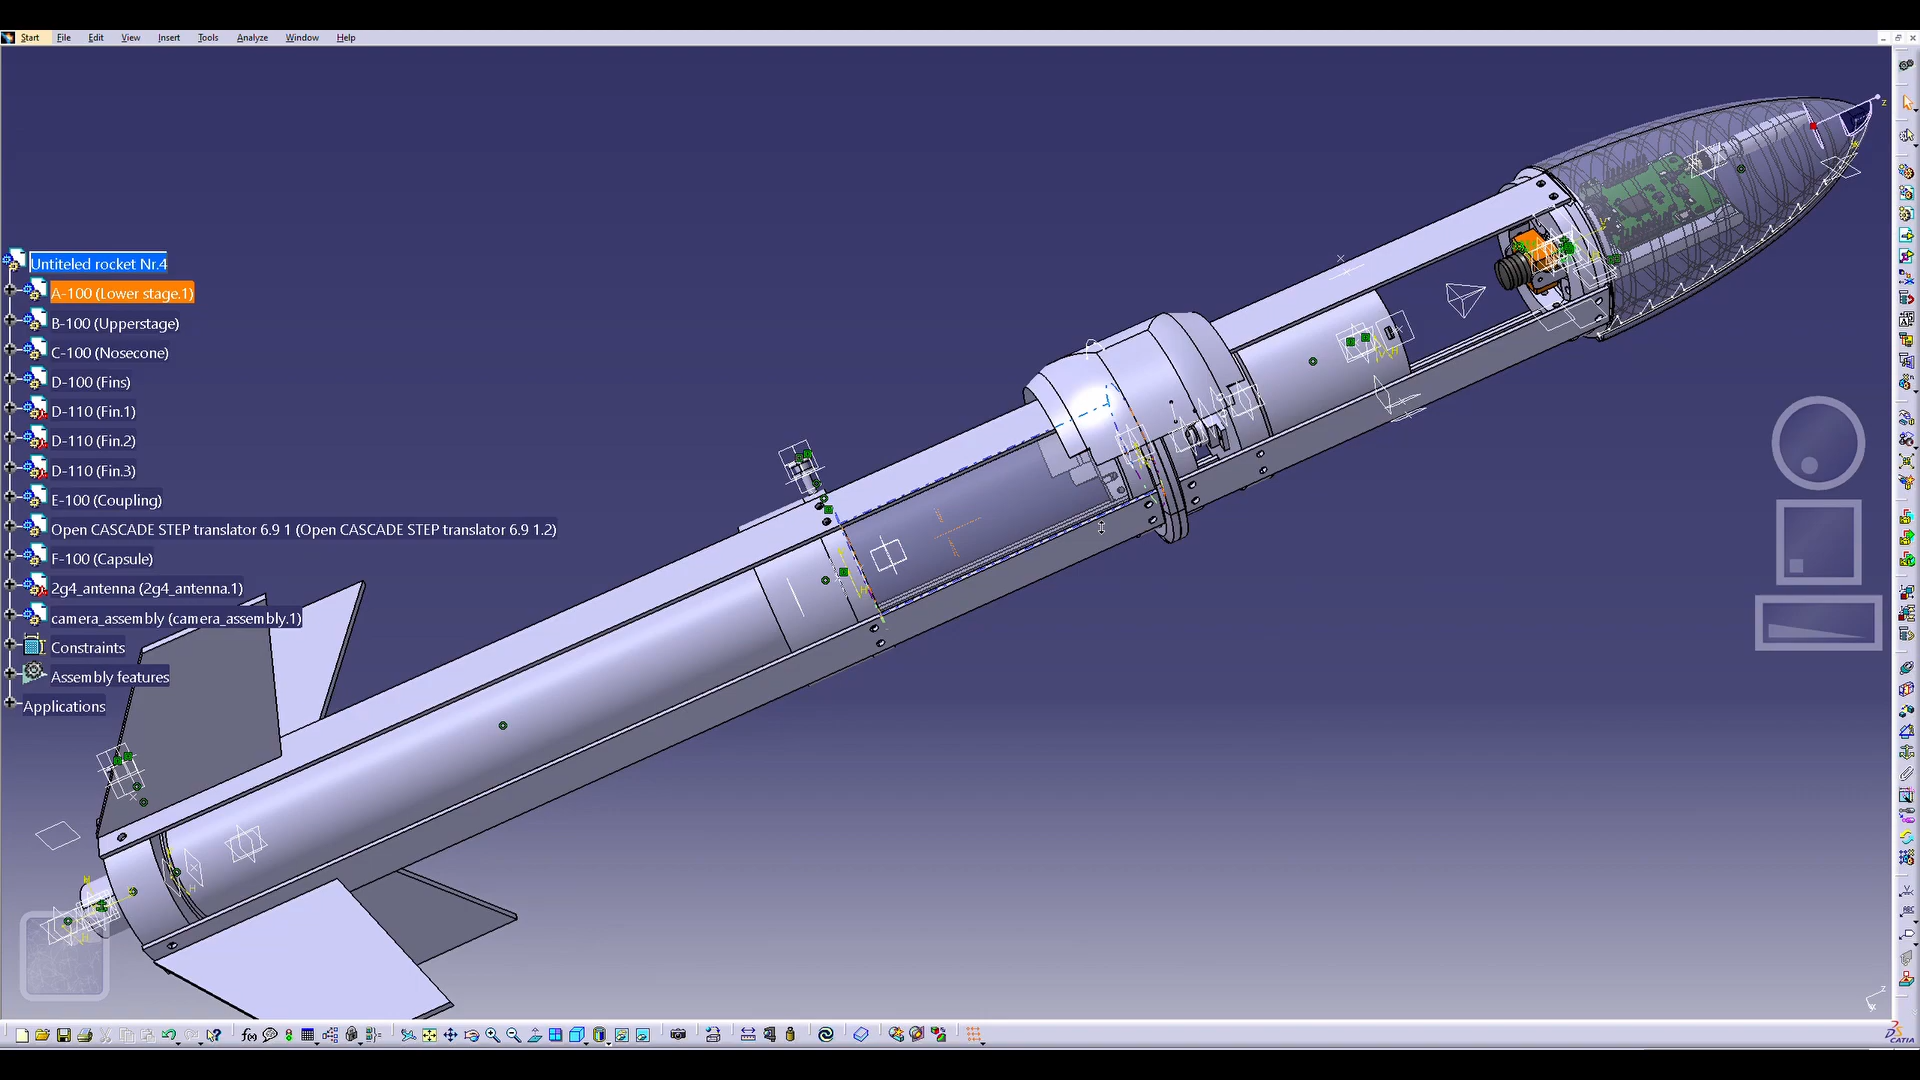 Start File Edit View Insert Tools Analyze Window Help
Untiteled rocket Nr.4
A-100 (Lower stage.1)
B-100 (Upperstage)
C-100 (Nosecone)
D-100 (Fins)
D-110 (Fin.1)
D-110 (Fin.2)
D-110 (Fin.3)
E-100 (Coupling)
Open CASCADE STEP translator 6.9 1 (Open CASCADE STEP translator 6.9 1.2)
F-100 (Capsule)
2g4_antenna (2g4_antenna.1)
camera_assembly (camera_assembly.1)
Constraints
Assembly features
Applications
CATIA